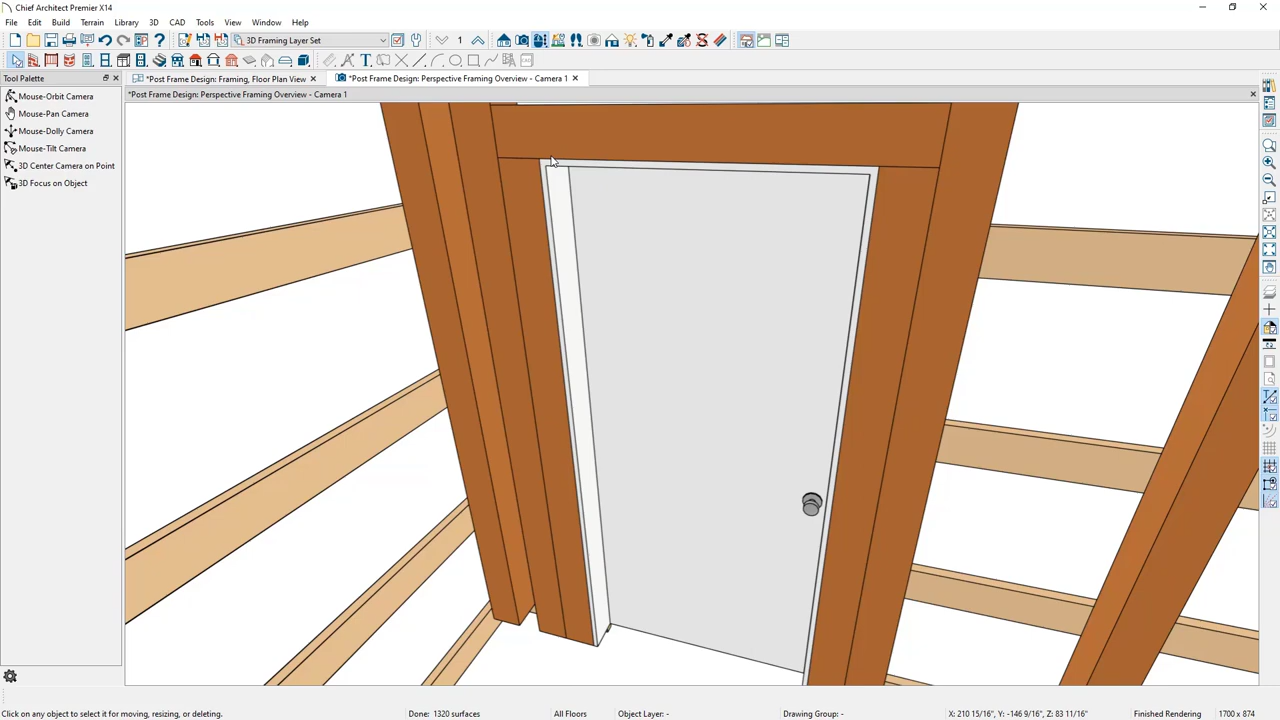 Chief Architect Premier X14
File Edit Build Terrain Library 3D CAD Tools View Window Help
3D Framing Layer Set
1
Tool Palette
*Post Frame Design: Framing, Floor Plan View
*Post Frame Design: Perspective Framing Overview - Camera 1
*Post Frame Design: Perspective Framing Overview - Camera 1
Mouse-Orbit Camera
Mouse-Pan Camera
Mouse-Dolly Camera
Mouse-Tilt Camera
3D Center Camera on Point
3D Focus on Object
Click on any object to select it for moving, resizing, or deleting. Done: 1320 surfaces All Floors Object Layer: - Drawing Group: - X: 210 15/16", Y: -146 9/16", Z: 83 11/16" Finished Rendering 1700 x 874